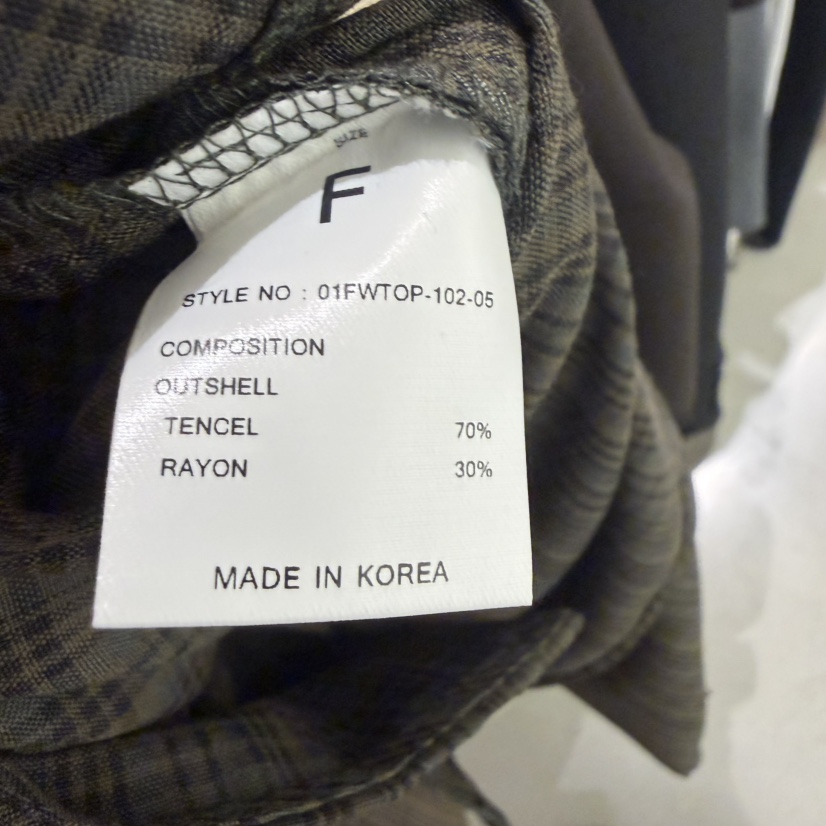 SIZE
F
STYLE NO : 01FWTOP-102-05
COMPOSITION
OUTSHELL
TENCEL 70%
RAYON 30%
MADE IN KOREA